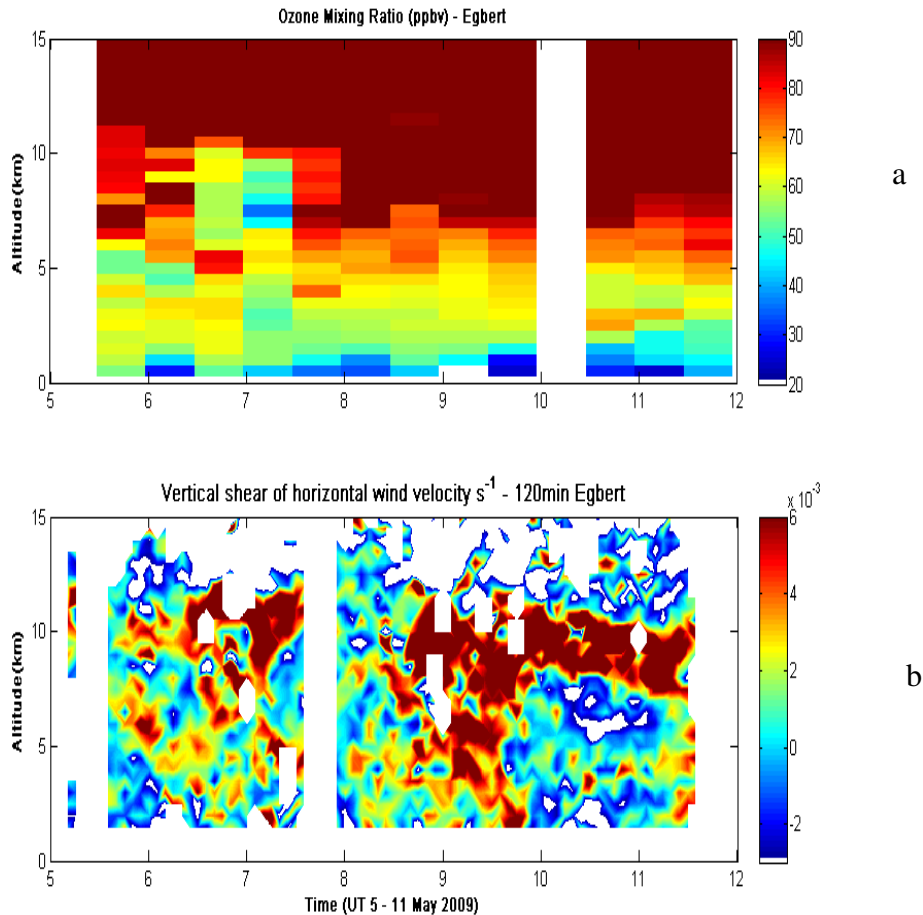 Ozone Mixing Ratio (ppbv) - Egbert
15
10
5
0
Altitude(km)
5 6 7 8 9 10 11 12
90
80
70
60
50
40
30
20
a
Vertical shear of horizontal wind velocity s⁻¹ - 120min Egbert
15
10
5
0
Altitude(km)
5 6 7 8 9 10 11 12
Time (UT 5 - 11 May 2009)
x 10⁻³
6
4
2
0
-2
b